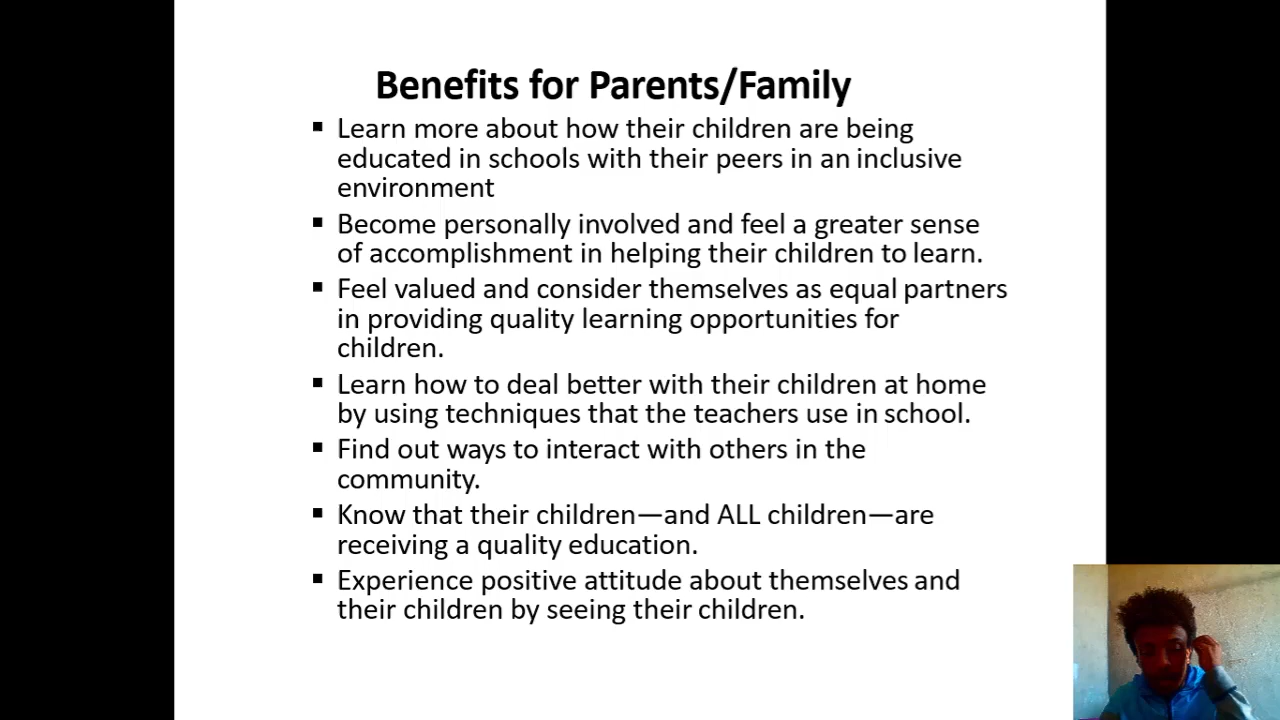 Benefits for Parents/Family
▪ Learn more about how their children are being
educated in schools with their peers in an inclusive
environment
▪ Become personally involved and feel a greater sense
of accomplishment in helping their children to learn.
▪ Feel valued and consider themselves as equal partners
in providing quality learning opportunities for
children.
▪ Learn how to deal better with their children at home
by using techniques that the teachers use in school.
▪ Find out ways to interact with others in the
community.
▪ Know that their children—and ALL children—are
receiving a quality education.
▪ Experience positive attitude about themselves and
their children by seeing their children.